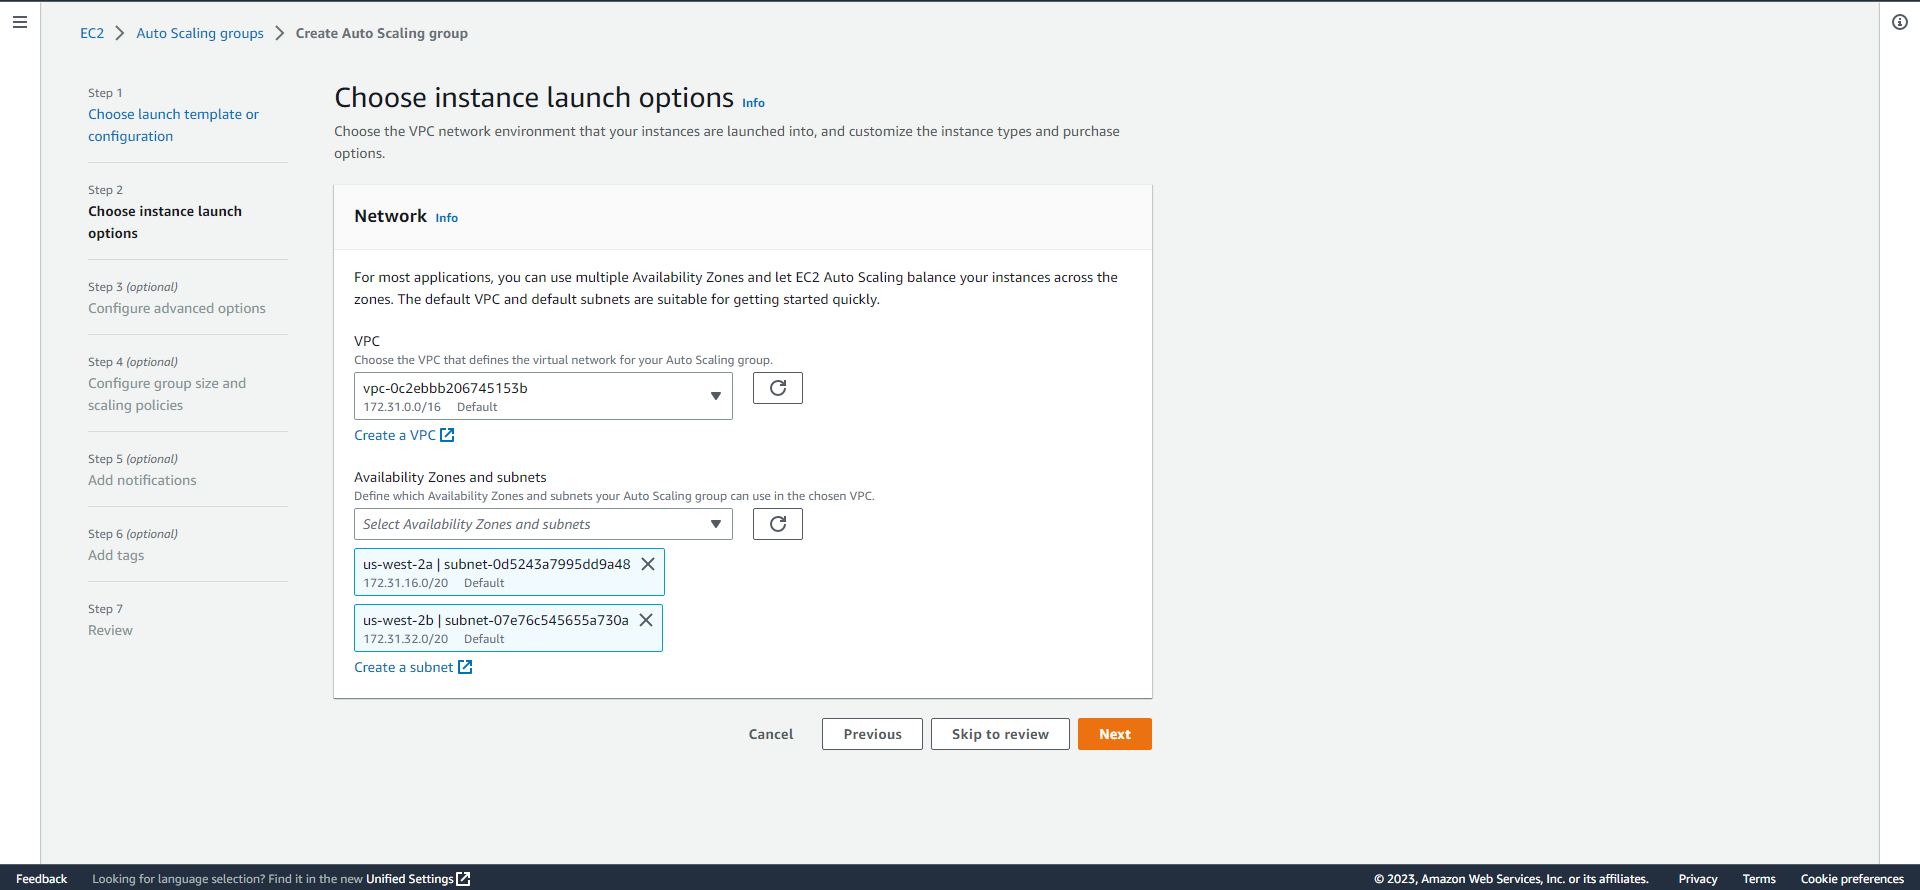 EC2 > Auto Scaling groups > Create Auto Scaling group
Step 1
Choose launch template or
configuration
Step 2
Choose instance launch
options
Step 3 (optional)
Configure advanced options
Step 4 (optional)
Configure group size and
scaling policies
Step 5 (optional)
Add notifications
Step 6 (optional)
Add tags
Step 7
Review
Choose instance launch options Info
Choose the VPC network environment that your instances are launched into, and customize the instance types and purchase
options.
Network Info
For most applications, you can use multiple Availability Zones and let EC2 Auto Scaling balance your instances across the
zones. The default VPC and default subnets are suitable for getting started quickly.
VPC
Choose the VPC that defines the virtual network for your Auto Scaling group.
vpc-0c2ebbb206745153b
172.31.0.0/16 Default
Create a VPC
Availability Zones and subnets
Define which Availability Zones and subnets your Auto Scaling group can use in the chosen VPC.
Select Availability Zones and subnets
us-west-2a | subnet-0d5243a7995dd9a48
172.31.16.0/20 Default
us-west-2b | subnet-07e76c545655a730a
172.31.32.0/20 Default
Create a subnet
Cancel Previous Skip to review Next
Feedback Looking for language selection? Find it in the new Unified Settings © 2023, Amazon Web Services, Inc. or its affiliates. Privacy Terms Cookie preferences